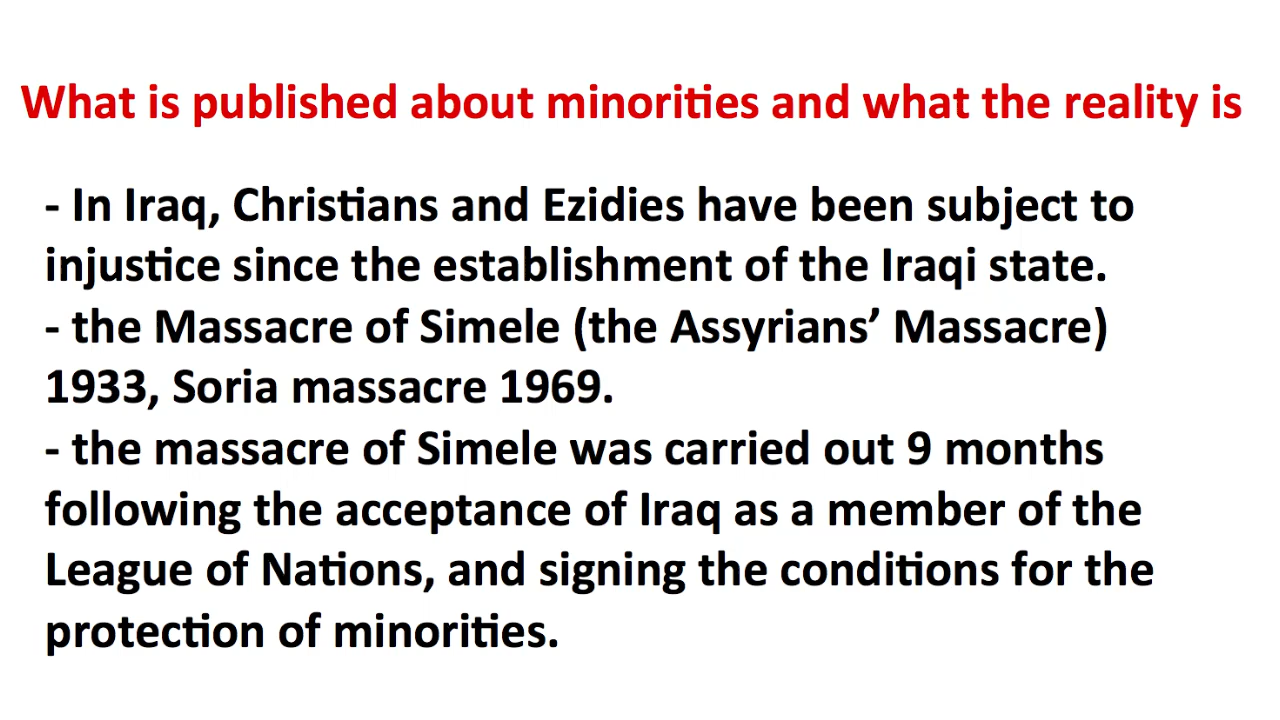 What is published about minorities and what the reality is
- In Iraq, Christians and Ezidies have been subject to
injustice since the establishment of the Iraqi state.
- the Massacre of Simele (the Assyrians’ Massacre)
1933, Soria massacre 1969.
- the massacre of Simele was carried out 9 months
following the acceptance of Iraq as a member of the
League of Nations, and signing the conditions for the
protection of minorities.